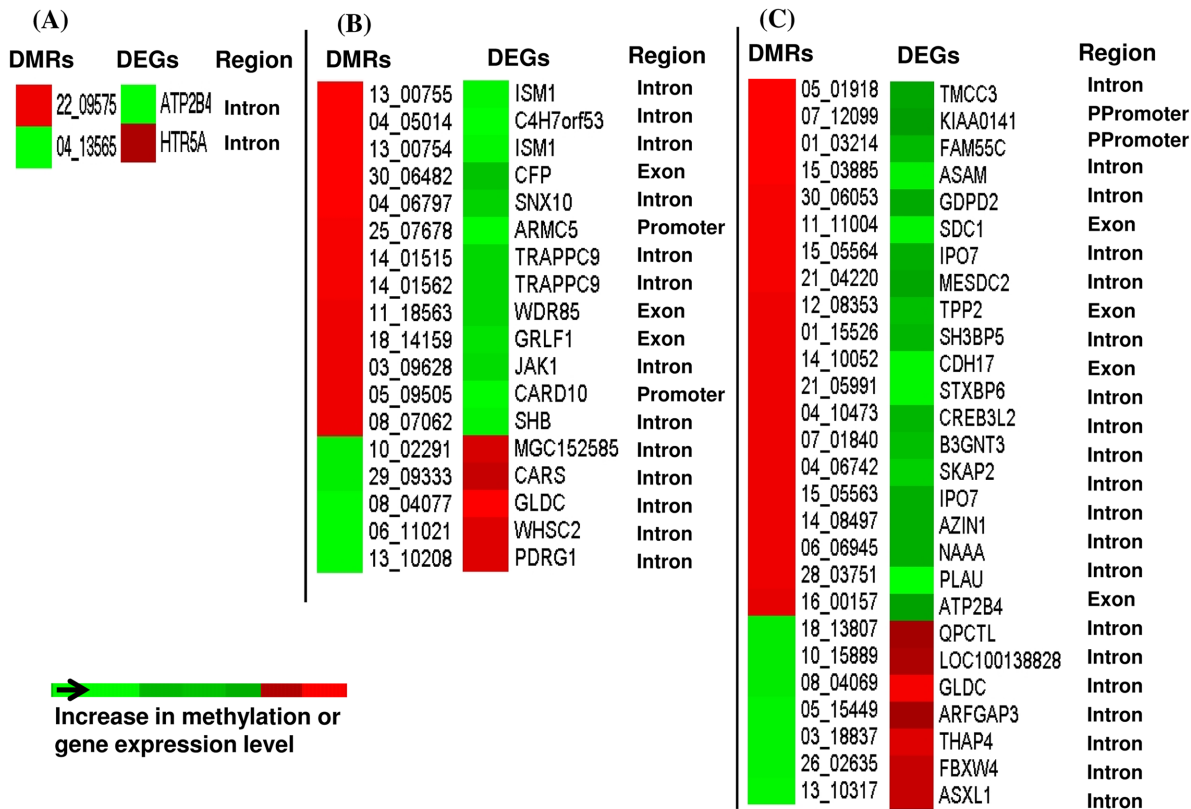 (A)
DMRs DEGs Region
22_09575 ATP2B4 Intron
04_13565 HTR5A Intron
(B)
DMRs DEGs Region
13_00755 ISM1 Intron
04_05014 C4H7orf53 Intron
13_00754 ISM1 Intron
30_06482 CFP Exon
04_06797 SNX10 Intron
25_07678 ARMC5 Promoter
14_01515 TRAPPC9 Intron
14_01562 TRAPPC9 Intron
11_18563 WDR85 Exon
18_14159 GRLF1 Exon
03_09628 JAK1 Intron
05_09505 CARD10 Promoter
08_07062 SHB Intron
10_02291 MGC152585 Intron
29_09333 CARS Intron
08_04077 GLDC Intron
06_11021 WHSC2 Intron
13_10208 PDRG1 Intron
(C)
DMRs DEGs Region
05_01918 TMCC3 Intron
07_12099 KIAA0141 PPromoter
01_03214 FAM55C PPromoter
15_03885 ASAM Intron
30_06053 GDPD2 Intron
11_11004 SDC1 Exon
15_05564 IPO7 Intron
21_04220 MESDC2 Intron
12_08353 TPP2 Exon
01_15526 SH3BP5 Intron
14_10052 CDH17 Exon
21_05991 STXBP6 Intron
04_10473 CREB3L2 Intron
07_01840 B3GNT3 Intron
04_06742 SKAP2 Intron
15_05563 IPO7 Intron
14_08497 AZIN1 Intron
06_06945 NAAA Intron
28_03751 PLAU Intron
16_00157 ATP2B4 Exon
18_13807 QPCTL Intron
10_15889 LOC100138828 Intron
08_04069 GLDC Intron
05_15449 ARFGAP3 Intron
03_18837 THAP4 Intron
26_02635 FBXW4 Intron
13_10317 ASXL1 Intron
Increase in methylation or
gene expression level